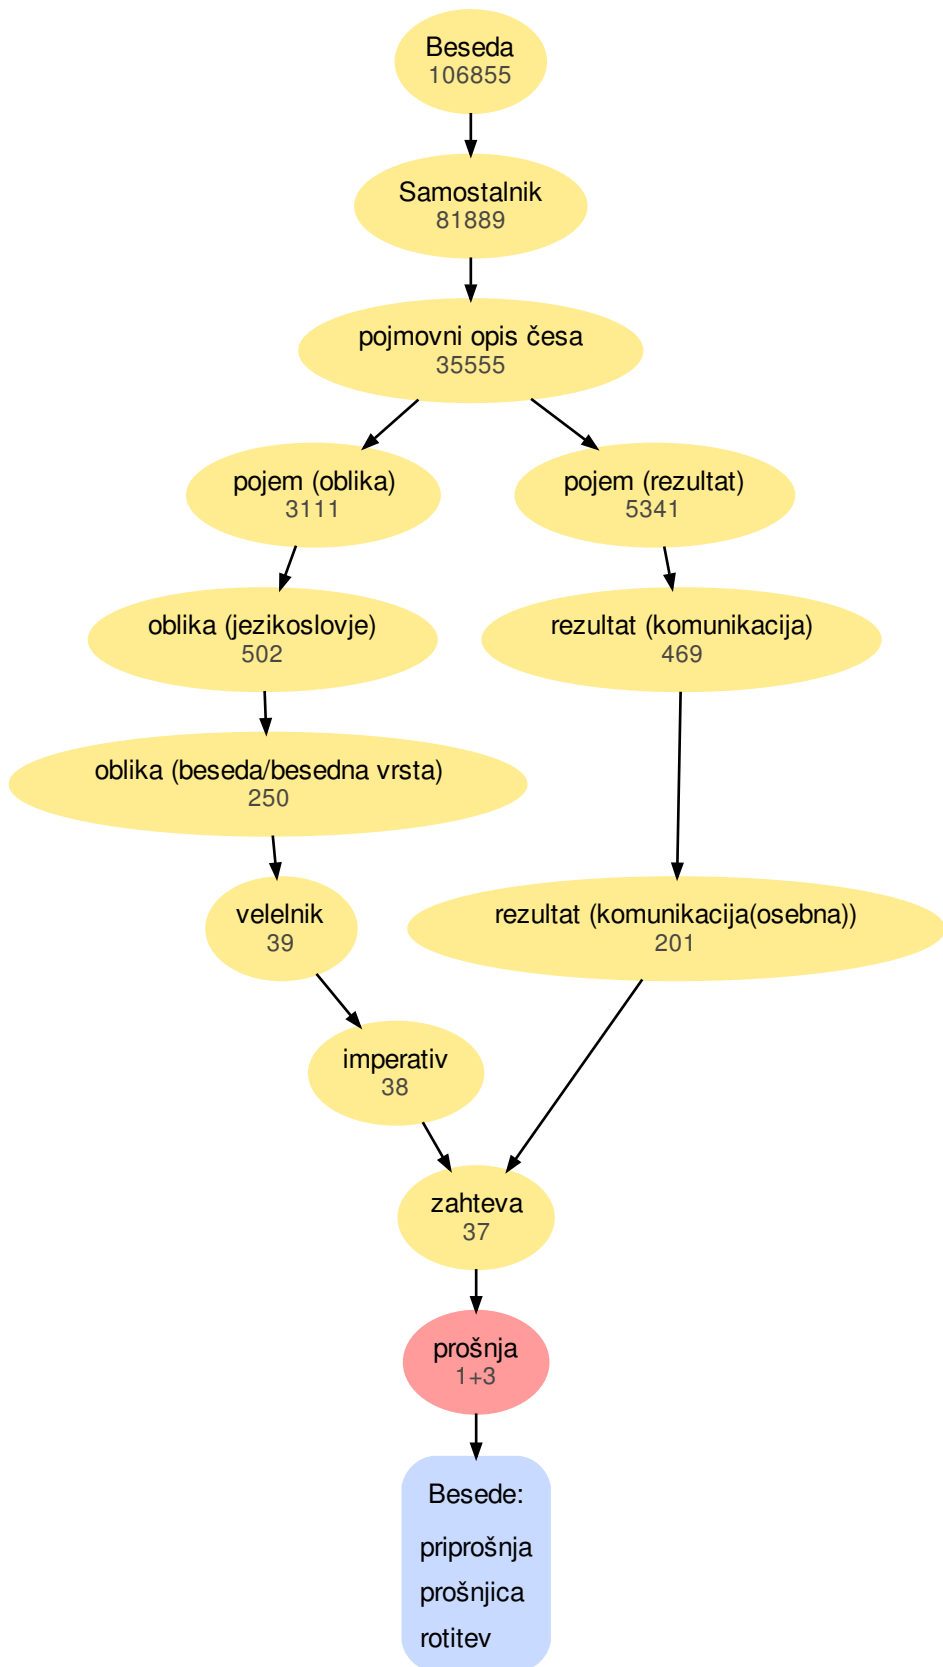 Beseda
106855
Samostalnik
81889
pojmovni opis česa
35555
pojem (oblika)
3111
pojem (rezultat)
5341
oblika (jezikoslovje)
502
rezultat (komunikacija)
469
oblika (beseda/besedna vrsta)
250
velelnik
39
rezultat (komunikacija(osebna))
201
imperativ
38
zahteva
37
prošnja
1+3
Besede:
priprošnja
prošnjica
rotitev